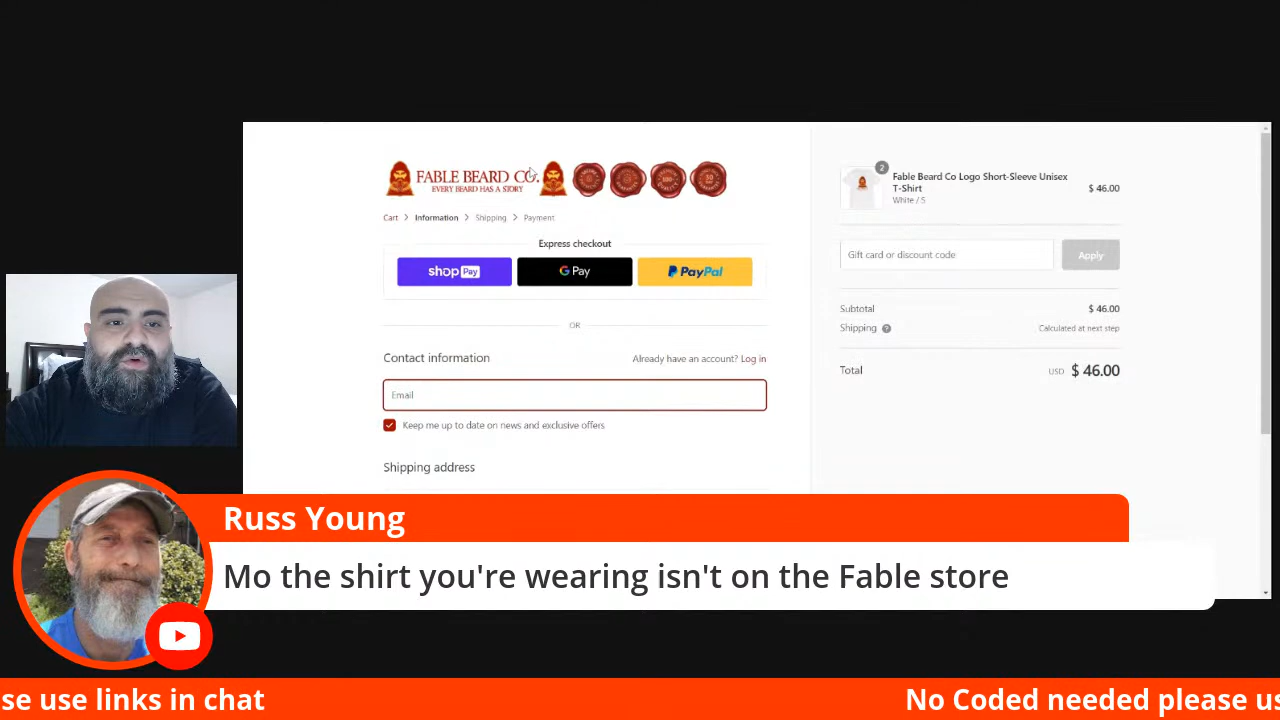 FABLE BEARD CO.
EVERY BEARD HAS A STORY
Cart > Information > Shipping > Payment
Express checkout
shop Pay
G Pay
PayPal
OR
Contact information
Already have an account? Log in
Email
Keep me up to date on news and exclusive offers
Shipping address
2
Fable Beard Co Logo Short-Sleeve Unisex
T-Shirt
$ 46.00
White / S
Gift card or discount code
Apply
Subtotal
$ 46.00
Shipping ?
Calculated at next step
Total
USD $ 46.00
Russ Young
Mo the shirt you're wearing isn't on the Fable store
se use links in chat
No Coded needed please us